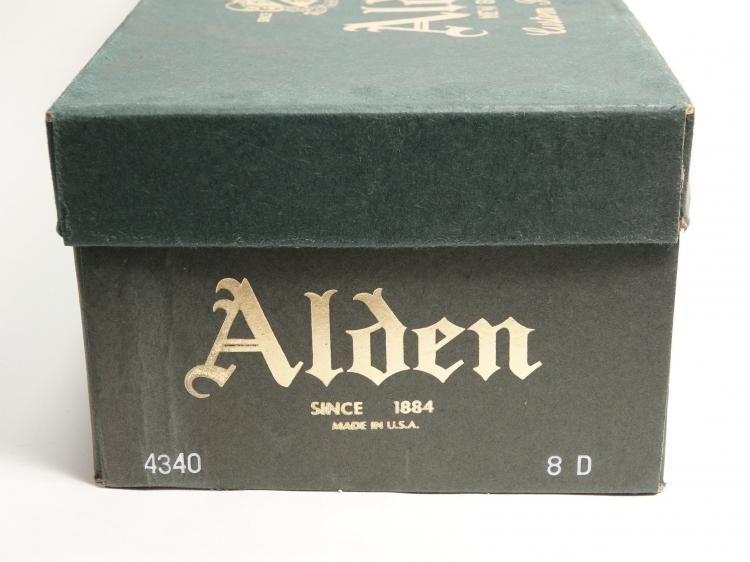 Alden
SINCE 1884
MADE IN U.S.A.
4340 8 D